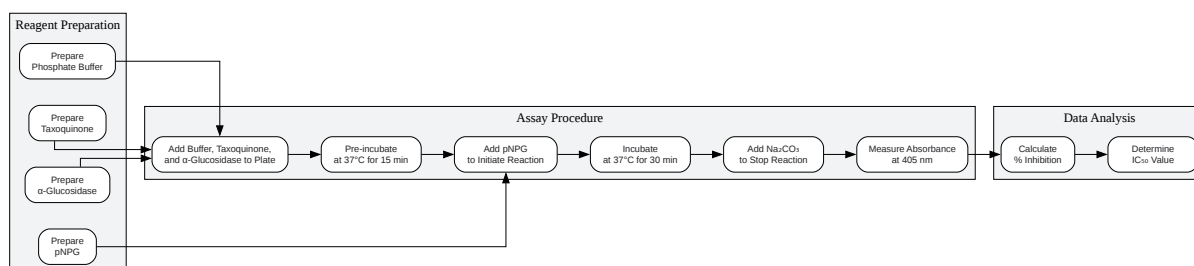 Reagent Preparation
Prepare
Phosphate Buffer
Prepare
Taxoquinone
Prepare
α-Glucosidase
Prepare
pNPG
Assay Procedure
Add Buffer, Taxoquinone,
and α-Glucosidase to Plate
Pre-incubate
at 37°C for 15 min
Add pNPG
to Initiate Reaction
Incubate
at 37°C for 30 min
Add Na₂CO₃
to Stop Reaction
Measure Absorbance
at 405 nm
Data Analysis
Calculate
% Inhibition
Determine
IC₅₀ Value